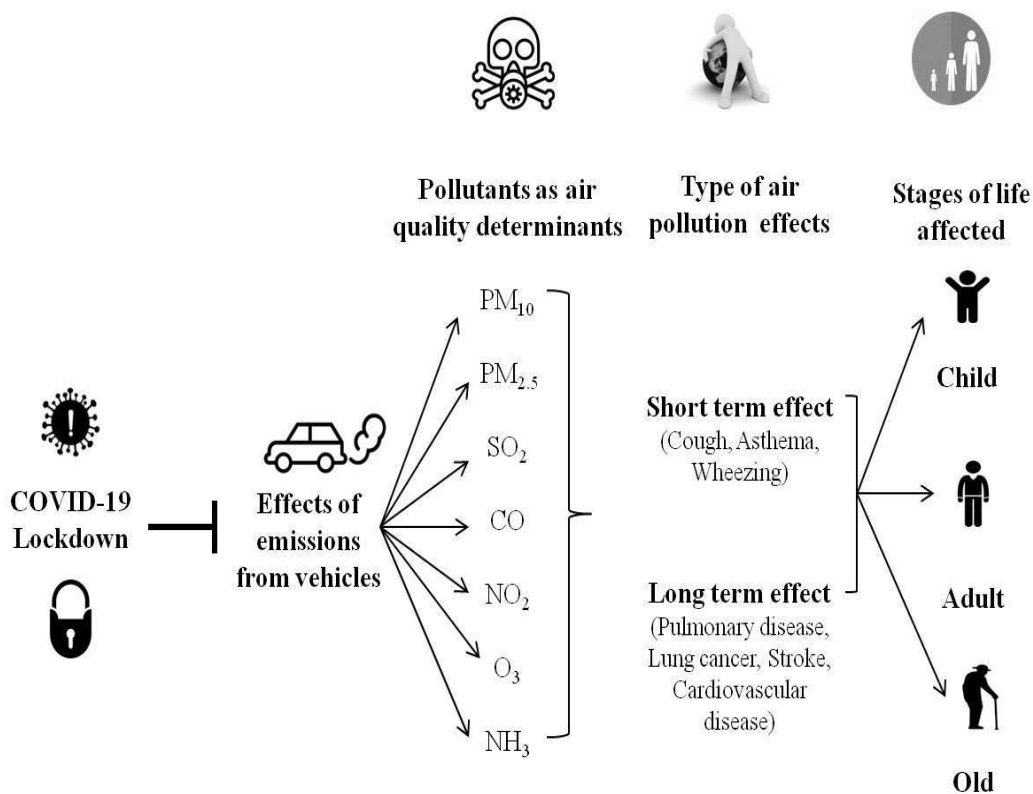 Pollutants as air
quality determinants
Type of air
pollution effects
Stages of life
affected
COVID-19
Lockdown
Effects of
emissions
from vehicles
PM₁₀
PM₂.₅
SO₂
CO
NO₂
O₃
NH₃
Short term effect
(Cough, Asthema,
Wheezing)
Long term effect
(Pulmonary disease,
Lung cancer, Stroke,
Cardiovascular
disease)
Child
Adult
Old